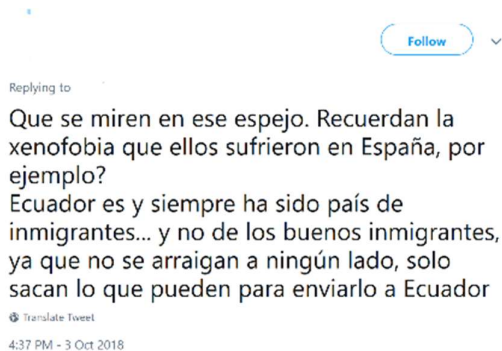 Follow
Replying to
Que se miren en ese espejo. Recuerdan la
xenofobia que ellos sufrieron en España, por
ejemplo?
Ecuador es y siempre ha sido país de
inmigrantes... y no de los buenos inmigrantes,
ya que no se arraigan a ningún lado, solo
sacan lo que pueden para enviarlo a Ecuador
Translate Tweet
4:37 PM - 3 Oct 2018